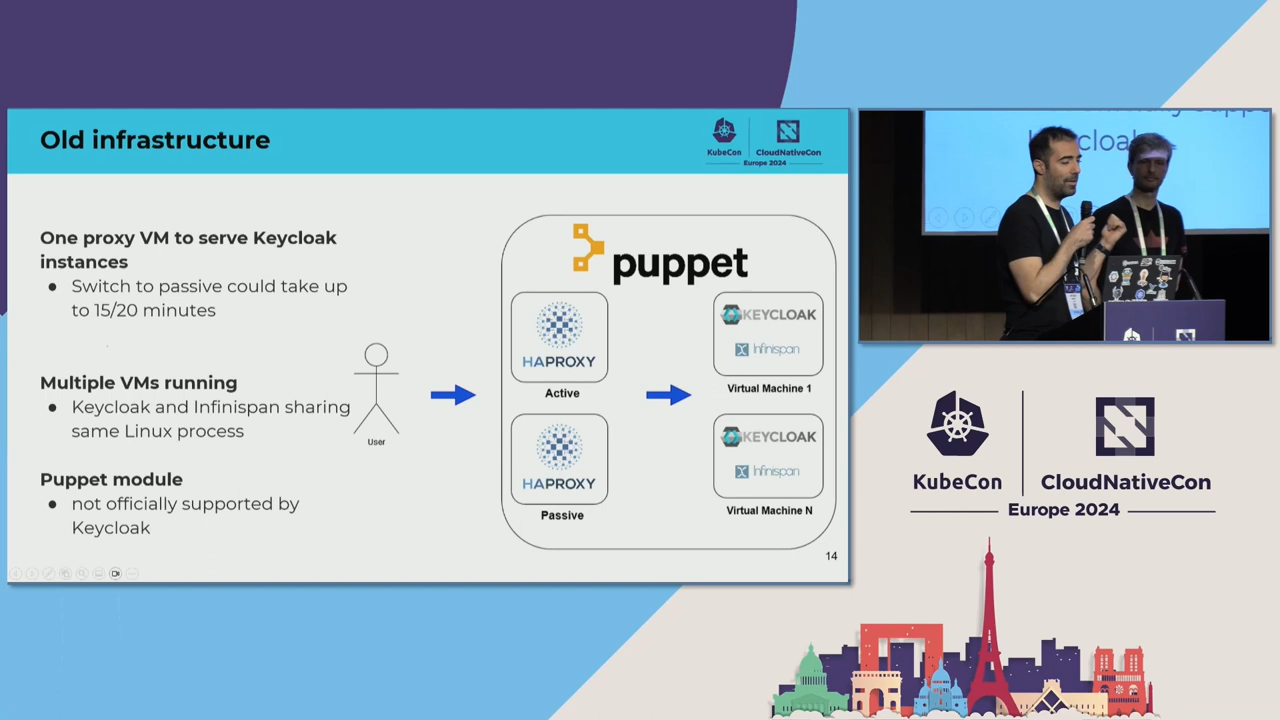 Old infrastructure
KubeCon
CloudNativeCon
Europe 2024
One proxy VM to serve Keycloak
instances
● Switch to passive could take up
to 15/20 minutes
Multiple VMs running
● Keycloak and Infinispan sharing
same Linux process
Puppet module
● not officially supported by
Keycloak
User
puppet
HAPROXY
Active
HAPROXY
Passive
KEYCLOAK
Infinispan
Virtual Machine 1
KEYCLOAK
Infinispan
Virtual Machine N
14
KubeCon
CloudNativeCon
Europe 2024